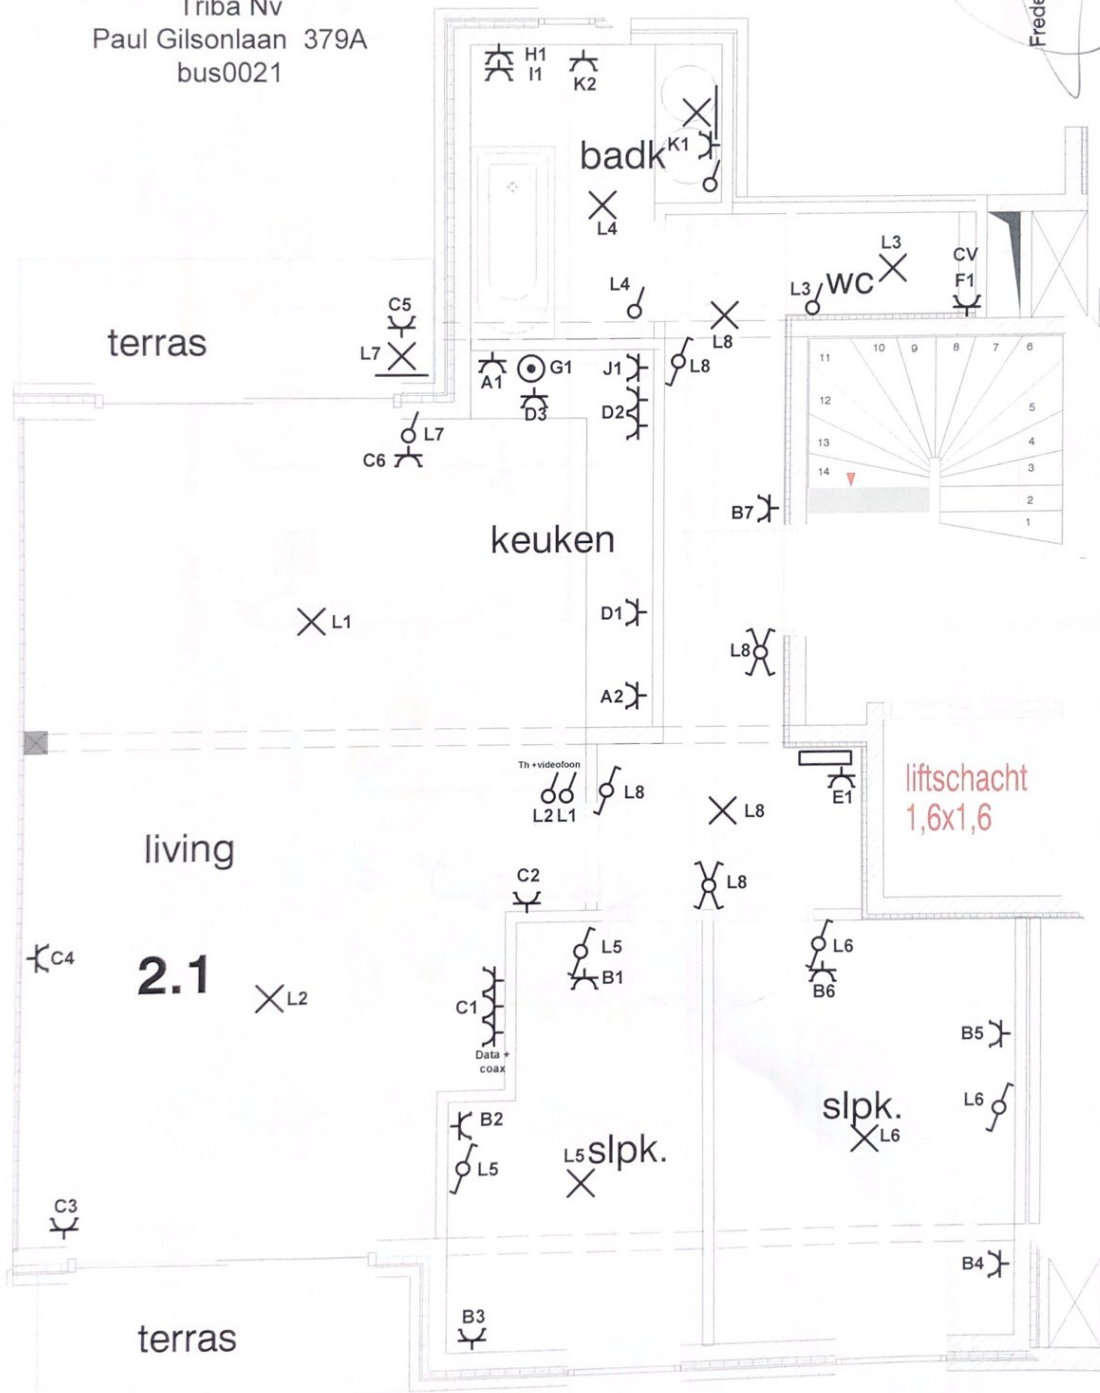 Triba Nv
Paul Gilsonlaan 379A
bus0021
Frede
H1
I1
K2
badk
K1
L4
L4
L3
L3
WC
CV
F1
L8
terras
C5
L7
A1
G1
D3
J1
D2
L8
L7
C6
11
10
9
8
7
6
12
5
13
4
14
3
2
1
B7
keuken
L1
D1
L8
A2
Th +videofoon
L2
L1
L8
L8
E1
liftschacht
1,6x1,6
living
C2
L8
C4
2.1
L2
L5
B1
L6
B6
C1
Data +
coax
B5
B2
L5
L6
slpk.
L6
L5
slpk.
C3
B4
terras
B3